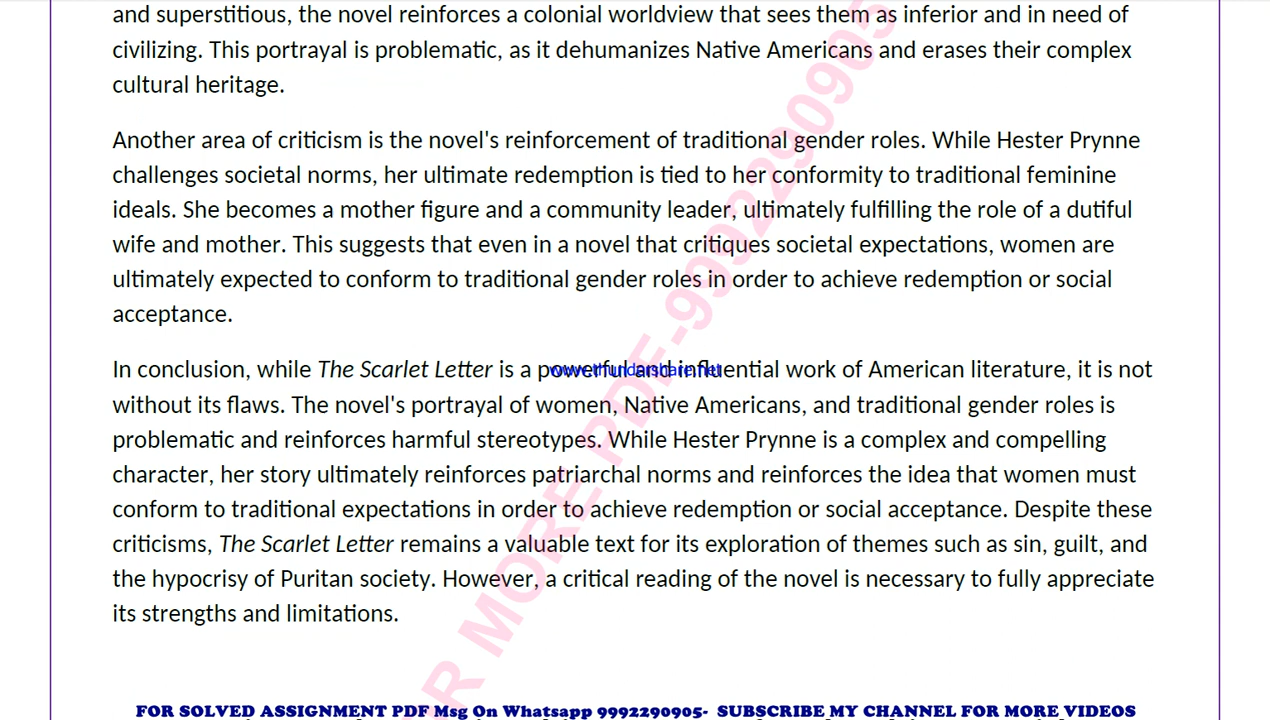 and superstitious, the novel reinforces a colonial worldview that sees them as inferior and in need of
civilizing. This portrayal is problematic, as it dehumanizes Native Americans and erases their complex
cultural heritage.
Another area of criticism is the novel's reinforcement of traditional gender roles. While Hester Prynne
challenges societal norms, her ultimate redemption is tied to her conformity to traditional feminine
ideals. She becomes a mother figure and a community leader, ultimately fulfilling the role of a dutiful
wife and mother. This suggests that even in a novel that critiques societal expectations, women are
ultimately expected to conform to traditional gender roles in order to achieve redemption or social
acceptance.
In conclusion, while The Scarlet Letter is a powerful and influential work of American literature, it is not
www.thundershare.net
without its flaws. The novel's portrayal of women, Native Americans, and traditional gender roles is
problematic and reinforces harmful stereotypes. While Hester Prynne is a complex and compelling
character, her story ultimately reinforces patriarchal norms and reinforces the idea that women must
conform to traditional expectations in order to achieve redemption or social acceptance. Despite these
criticisms, The Scarlet Letter remains a valuable text for its exploration of themes such as sin, guilt, and
the hypocrisy of Puritan society. However, a critical reading of the novel is necessary to fully appreciate
its strengths and limitations.
MORE PDF-9992290905
FOR SOLVED ASSIGNMENT PDF Msg On Whatsapp 9992290905- SUBSCRIBE MY CHANNEL FOR MORE VIDEOS